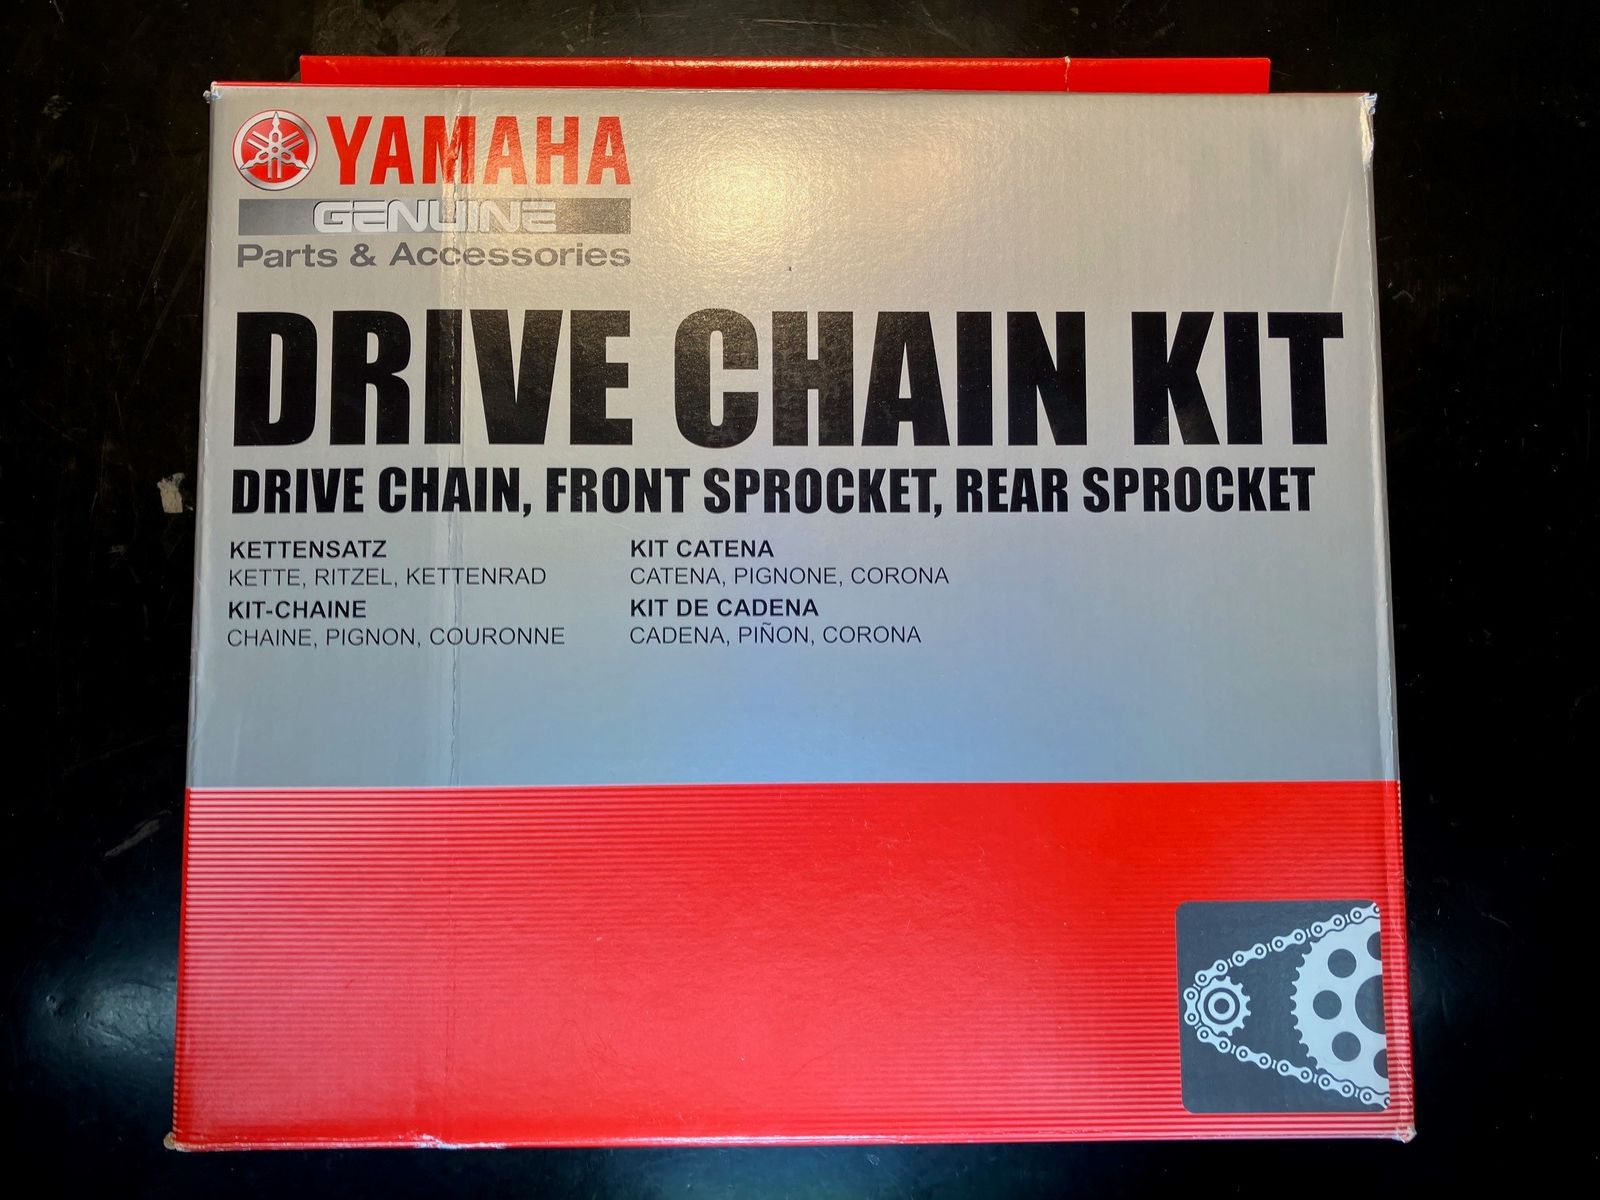 YAMAHA
GENUINE
Parts & Accessories
DRIVE CHAIN KIT
DRIVE CHAIN, FRONT SPROCKET, REAR SPROCKET
KETTENSATZ
KETTE, RITZEL, KETTENRAD
KIT-CHAINE
CHAINE, PIGNON, COURONNE
KIT CATENA
CATENA, PIGNONE, CORONA
KIT DE CADENA
CADENA, PIÑON, CORONA